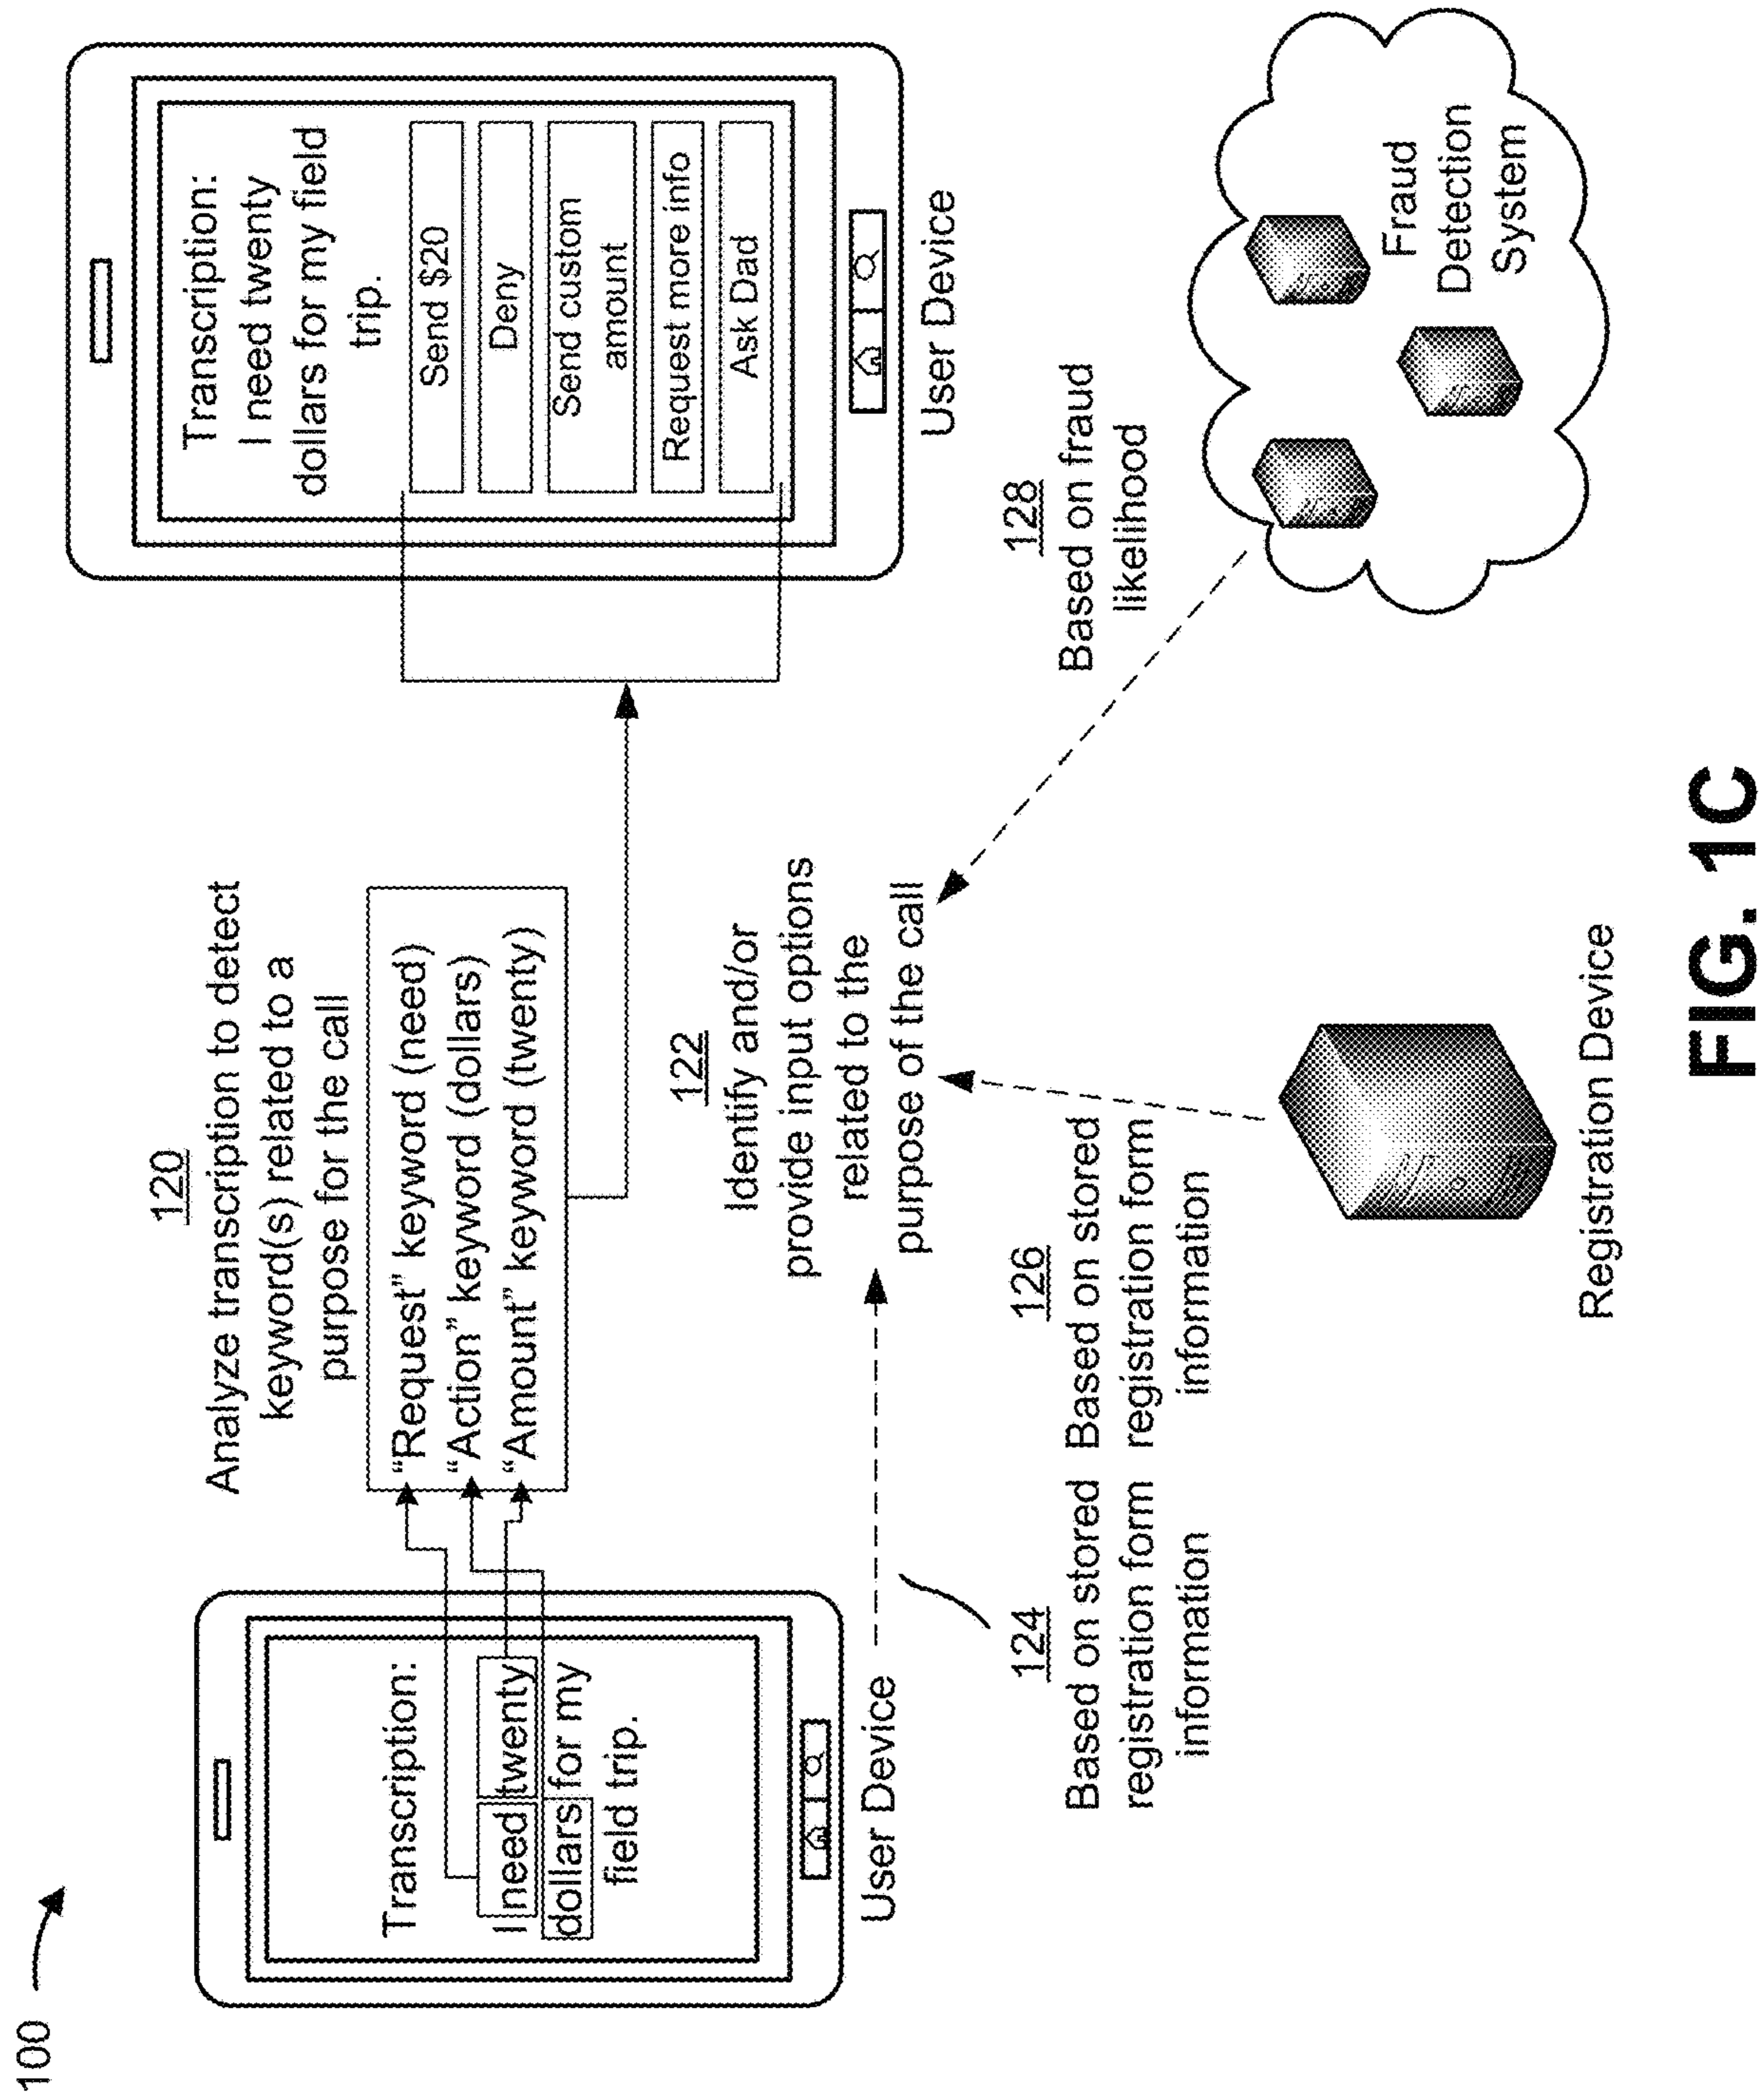 100
Transcription:
I need twenty
dollars for my
field trip.
User Device
120
Analyze transcription to detect
keyword(s) related to a
purpose for the call
“Request” keyword (need)
“Action” keyword (dollars)
“Amount” keyword (twenty)
Transcription:
I need twenty
dollars for my field
trip.
Send $20
Deny
Send custom
amount
Request more info
Ask Dad
User Device
122
Identify and/or
provide input options
related to the
purpose of the call
124
Based on stored
registration form
information
126
Based on stored
registration form
information
128
Based on fraud
likelihood
Registration Device
Fraud
Detection
System
FIG. 1C